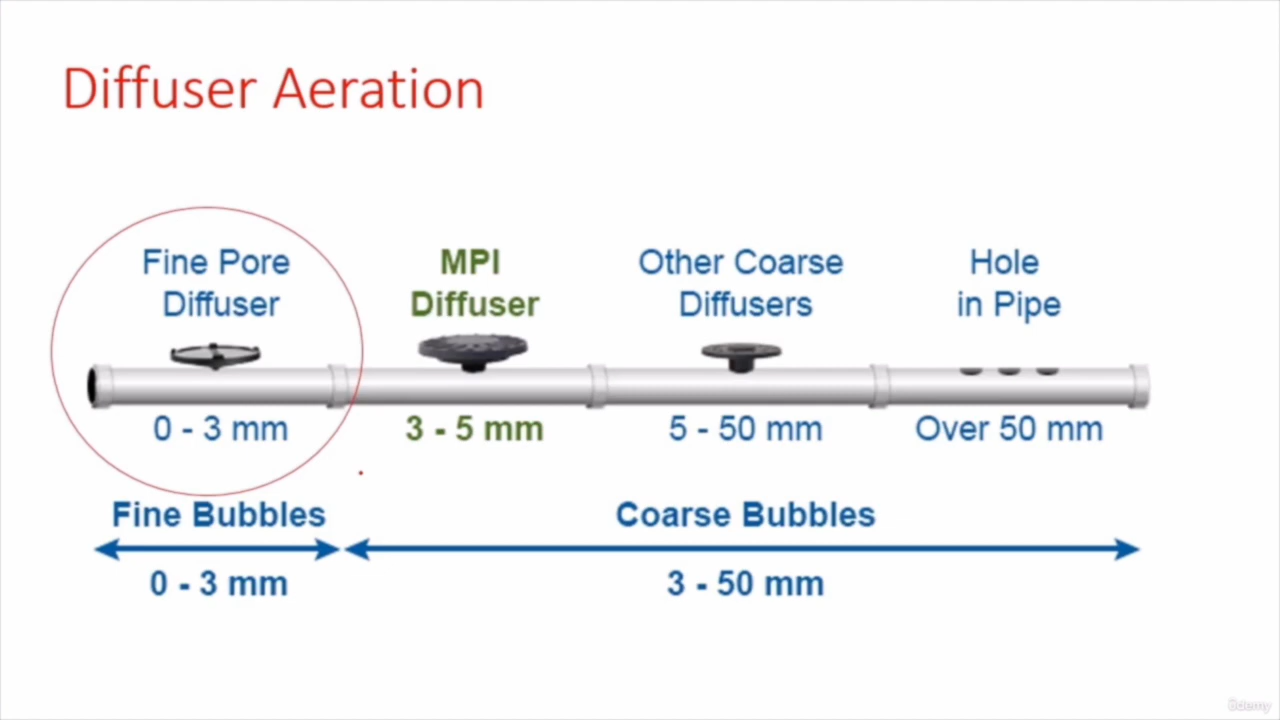 Diffuser Aeration
Fine Pore
Diffuser
MPI
Diffuser
Other Coarse
Diffusers
Hole
in Pipe
0 - 3 mm
3 - 5 mm
5 - 50 mm
Over 50 mm
Fine Bubbles
Coarse Bubbles
0 - 3 mm
3 - 50 mm
ûdemy